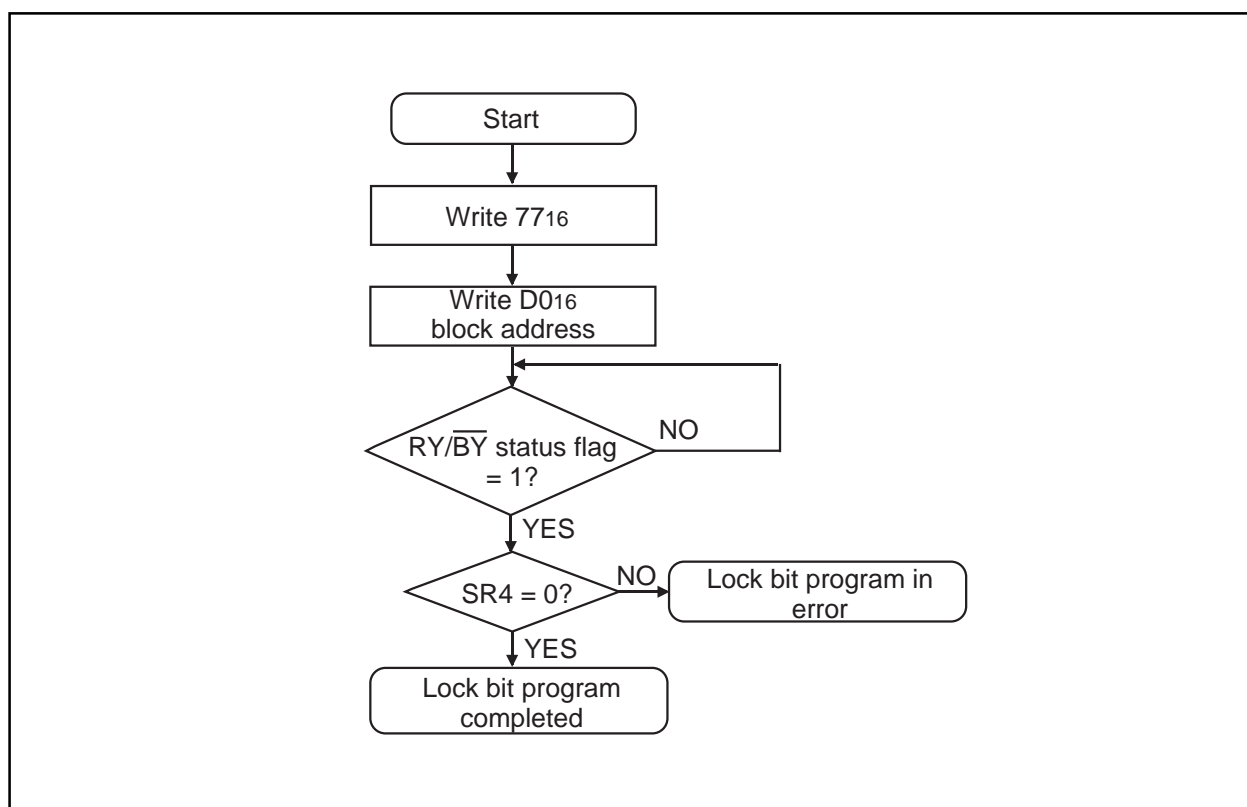 Start
Write 7716
Write D016
block address
NO
RY/BY status flag
= 1?
YES
NO
SR4 = 0?
Lock bit program in
error
YES
Lock bit program
completed